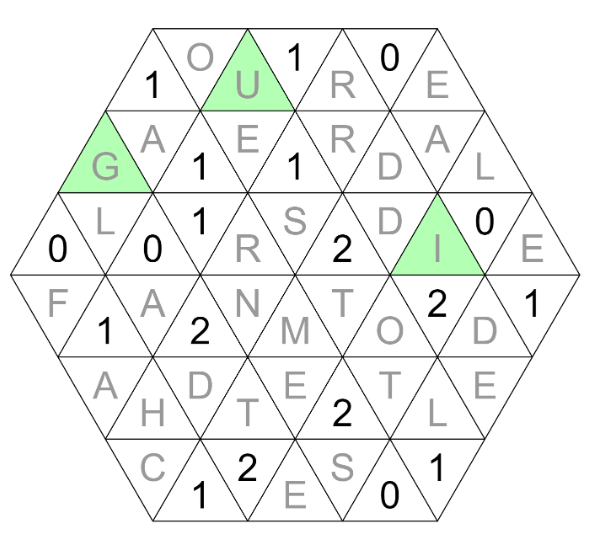 1 O U 1 R 0 E
G A 1 E 1 R D A L
0 L 0 1 R S 2 D I 0 E
F 1 A 2 N M T O 2 D 1
A H D T E 2 T L E
C 1 2 E S 0 1